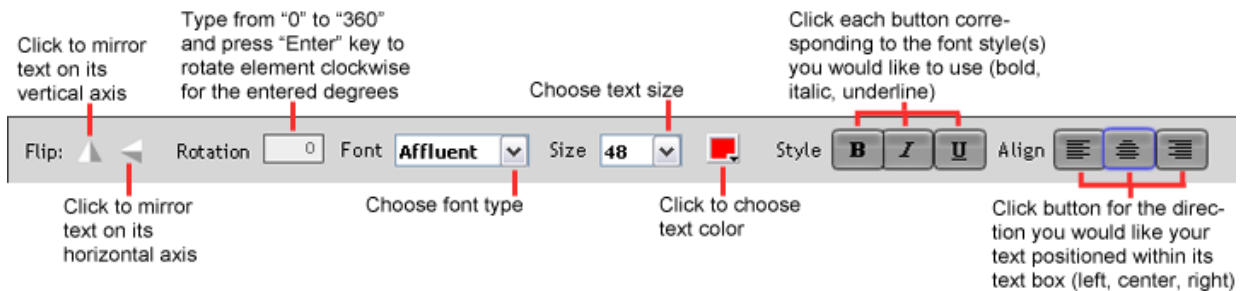 Click to mirror
text on its
vertical axis
Type from “0” to “360”
and press “Enter” key to
rotate element clockwise
for the entered degrees
Choose text size
Click each button corre-
sponding to the font style(s)
you would like to use (bold,
italic, underline)
Flip: Rotation 0 Font Affluent Size 48 Style B I U Align
Click to mirror
text on its
horizontal axis
Choose font type
Click to choose
text color
Click button for the direc-
tion you would like your
text positioned within its
text box (left, center, right)